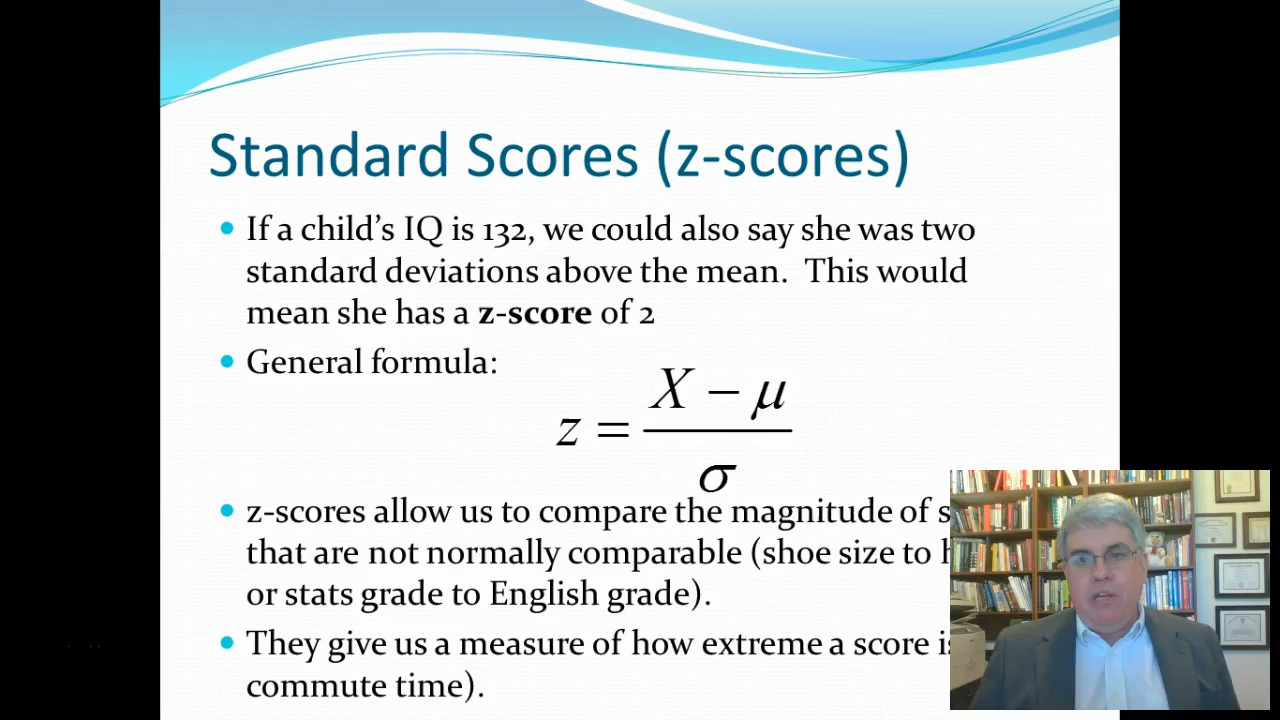 Standard Scores (z-scores)
If a child's IQ is 132, we could also say she was two
standard deviations above the mean. This would
mean she has a z-score of 2
General formula:
z = (X − μ) / σ
z-scores allow us to compare the magnitude of
that are not normally comparable (shoe size to
or stats grade to English grade).
They give us a measure of how extreme a score
commute time).